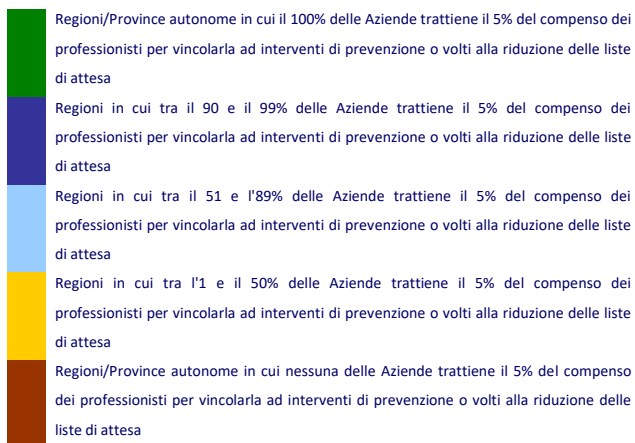 Regioni/Province autonome in cui il 100% delle Aziende trattiene il 5% del compenso dei
professionisti per vincolarla ad interventi di prevenzione o volti alla riduzione delle liste
di attesa
Regioni in cui tra il 90 e il 99% delle Aziende trattiene il 5% del compenso dei
professionisti per vincolarla ad interventi di prevenzione o volti alla riduzione delle liste
di attesa
Regioni in cui tra il 51 e l'89% delle Aziende trattiene il 5% del compenso dei
professionisti per vincolarla ad interventi di prevenzione o volti alla riduzione delle liste
di attesa
Regioni in cui tra l'1 e il 50% delle Aziende trattiene il 5% del compenso dei
professionisti per vincolarla ad interventi di prevenzione o volti alla riduzione delle liste
di attesa
Regioni/Province autonome in cui nessuna delle Aziende trattiene il 5% del compenso
dei professionisti per vincolarla ad interventi di prevenzione o volti alla riduzione delle
liste di attesa